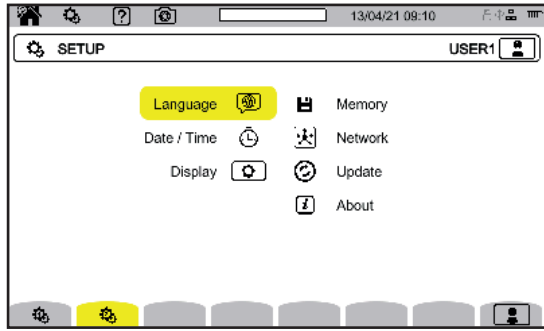 13/04/21 09:10
SETUP USER1
Language Memory
Date / Time Network
Display Update
About